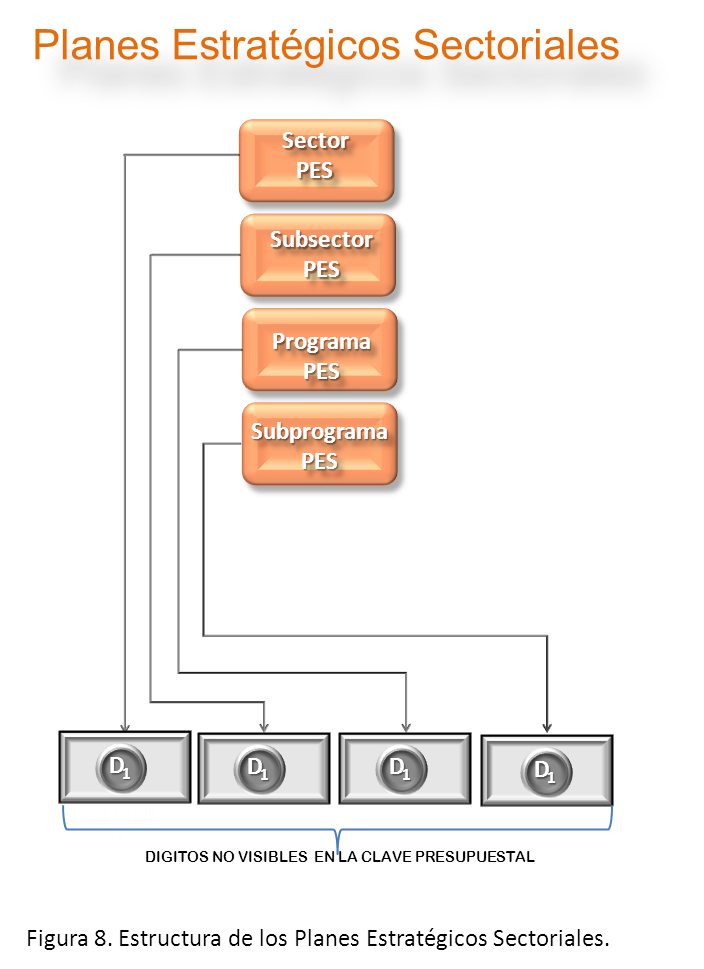 Planes Estratégicos Sectoriales
Sector
PES
Subsector
PES
Programa
PES
Subprograma
PES
D1 D1 D1 D1
DIGITOS NO VISIBLES EN LA CLAVE PRESUPUESTAL
Figura 8. Estructura de los Planes Estratégicos Sectoriales.